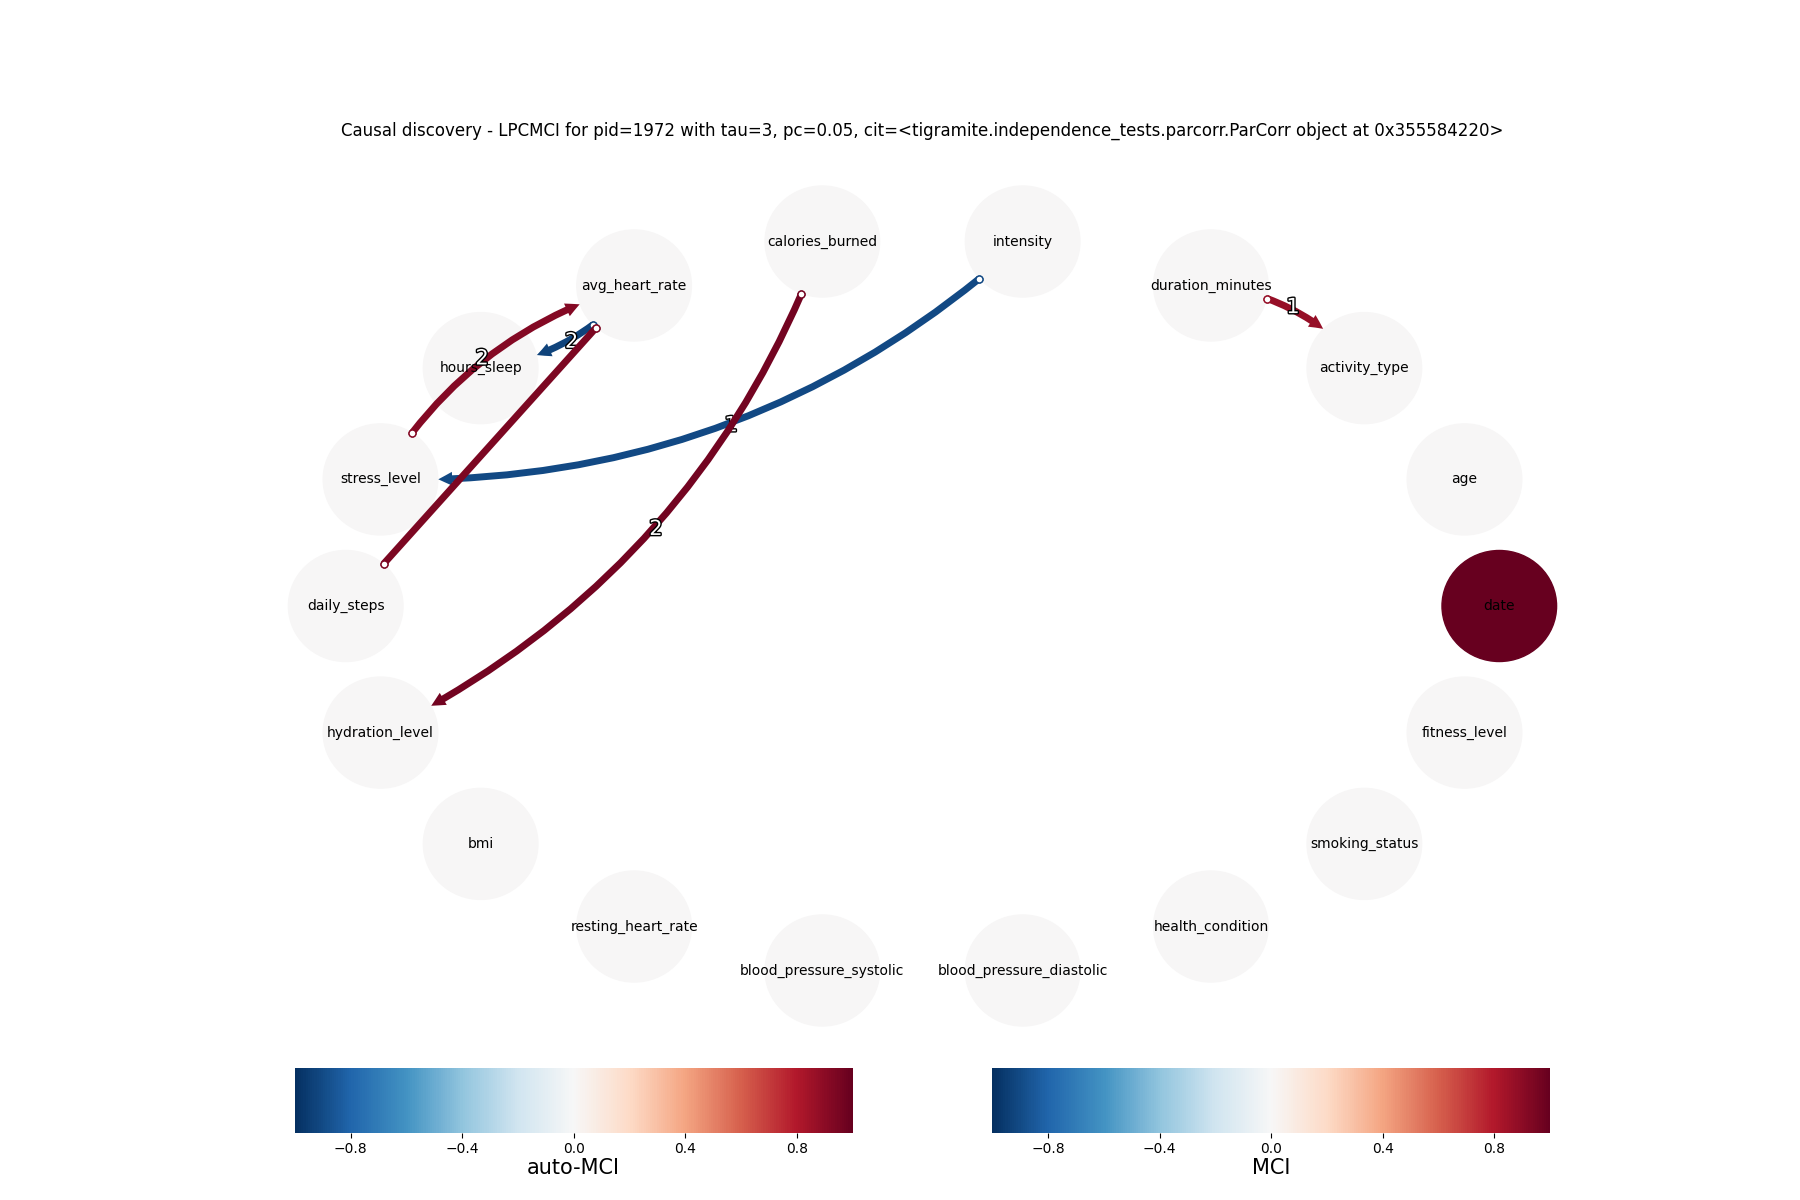 Causal discovery - LPCMCI for pid=1972 with tau=3, pc=0.05, cit=<tigramite.independence_tests.parcorr.ParCorr object at 0x355584220>
calories_burned
intensity
avg_heart_rate
duration_minutes
1
2
2
hours_sleep
activity_type
1
stress_level
age
2
daily_steps
date
hydration_level
fitness_level
bmi
smoking_status
resting_heart_rate
health_condition
blood_pressure_systolic
blood_pressure_diastolic
−0.8 −0.4 0.0 0.4 0.8
auto-MCI
−0.8 −0.4 0.0 0.4 0.8
MCI